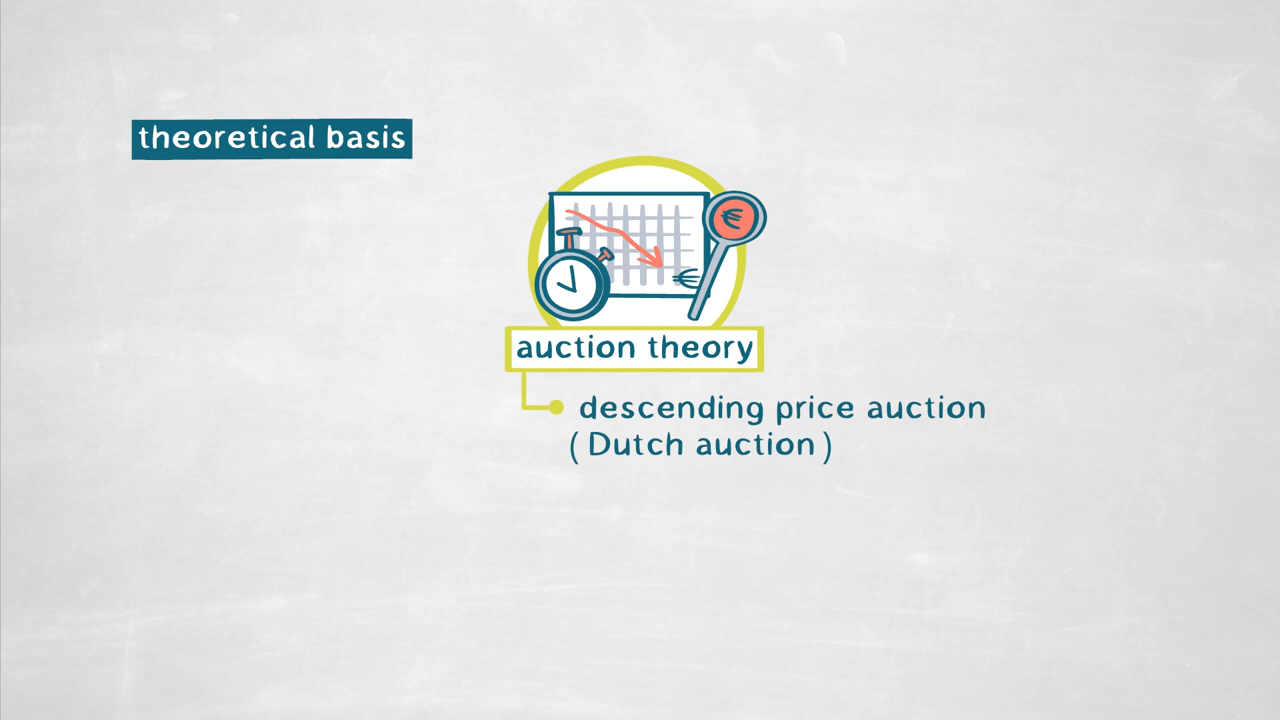 theoretical basis
€
€
auction theory
descending price auction
(Dutch auction)